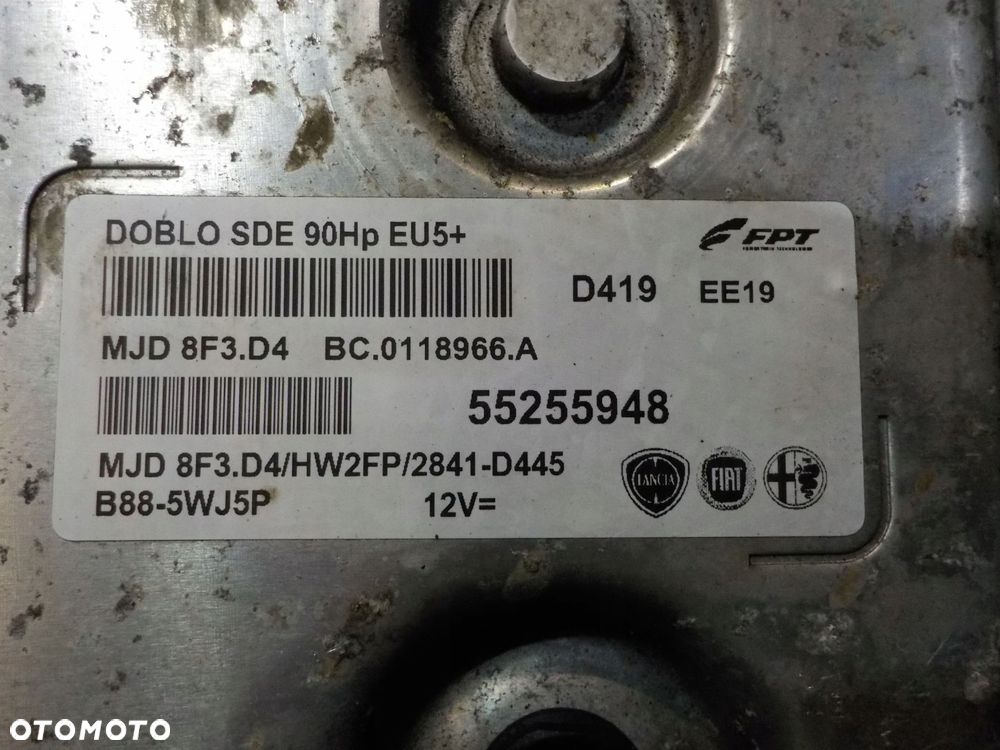 DOBLO SDE 90Hp EU5+
FPT
D419 EE19
MJD 8F3.D4 BC.0118966.A
55255948
MJD 8F3.D4/HW2FP/2841-D445
B88-5WJ5P 12V=
LANCIA FIAT
OTOMOTO